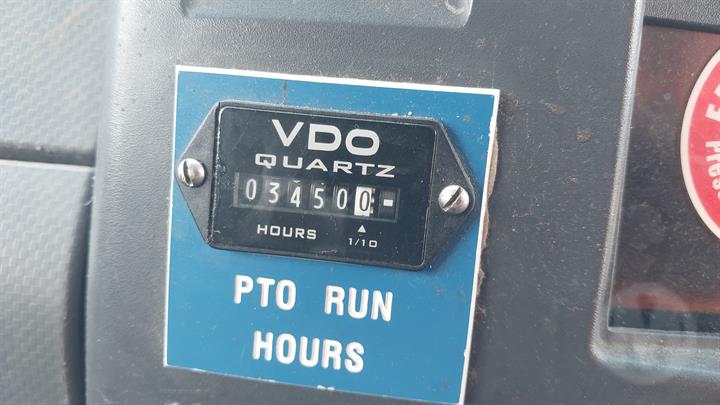 VDO
QUARTZ
034500
HOURS
1/10
PTO RUN
HOURS